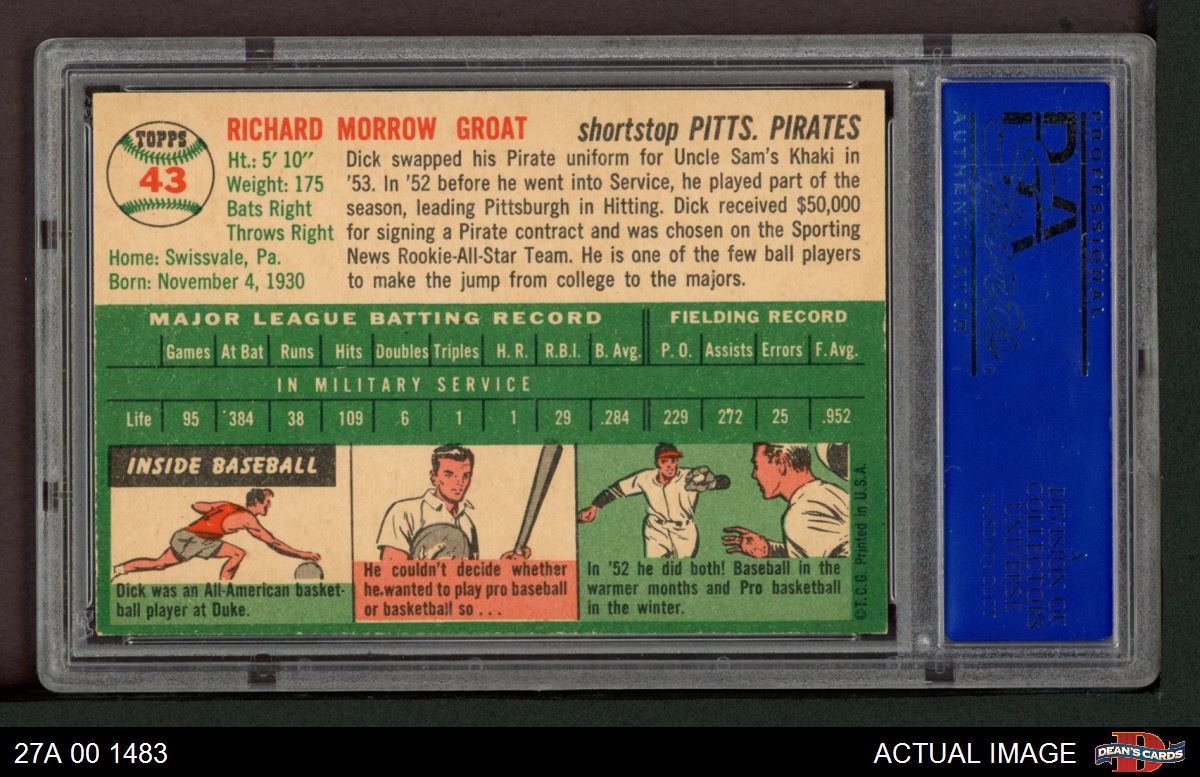 TOPPS
43
RICHARD MORROW GROAT
shortstop PITTS. PIRATES
Ht.: 5' 10"
Weight: 175
Bats Right
Throws Right
Home: Swissvale, Pa.
Born: November 4, 1930
Dick swapped his Pirate uniform for Uncle Sam's Khaki in
'53. In '52 before he went into Service, he played part of the
season, leading Pittsburgh in Hitting. Dick received $50,000
for signing a Pirate contract and was chosen on the Sporting
News Rookie-All-Star Team. He is one of the few ball players
to make the jump from college to the majors.
MAJOR LEAGUE BATTING RECORD FIELDING RECORD
Games At Bat Runs Hits Doubles Triples H. R. R.B.I. B. Avg. P. O. Assists Errors F. Avg.
IN MILITARY SERVICE
Life 95 384 38 109 6 1 1 29 .284 229 272 25 .952
INSIDE BASEBALL
Dick was an All-American basket-
ball player at Duke.
He couldn't decide whether
he.wanted to play pro baseball
or basketball so . . .
In '52 he did both! Baseball in the
warmer months and Pro basketball
in the winter.
©T.C.G. Printed in U.S.A.
PROFESSIONAL
PSA
AUTHENTICATOR
A
DIVISION OF
COLLECTORS
UNIVERSE
27A 00 1483
ACTUAL IMAGE
DEAN'S CARDS